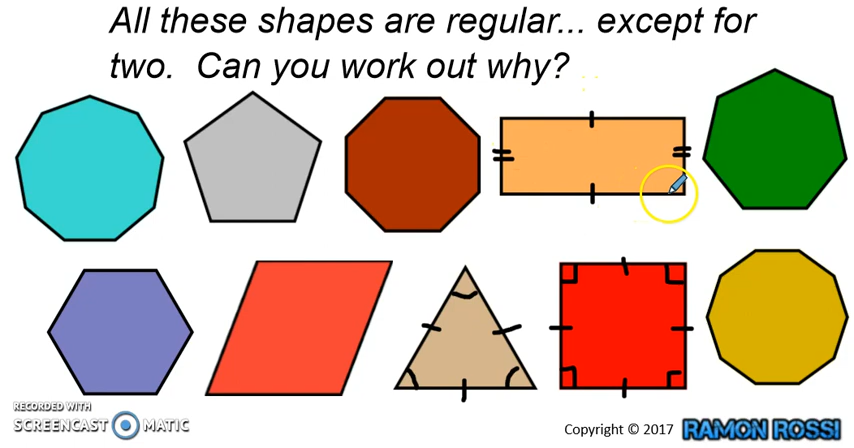 All these shapes are regular... except for
two. Can you work out why?
RECORDED WITH
SCREENCAST MATIC
Copyright © 2017 RAMON ROSSI